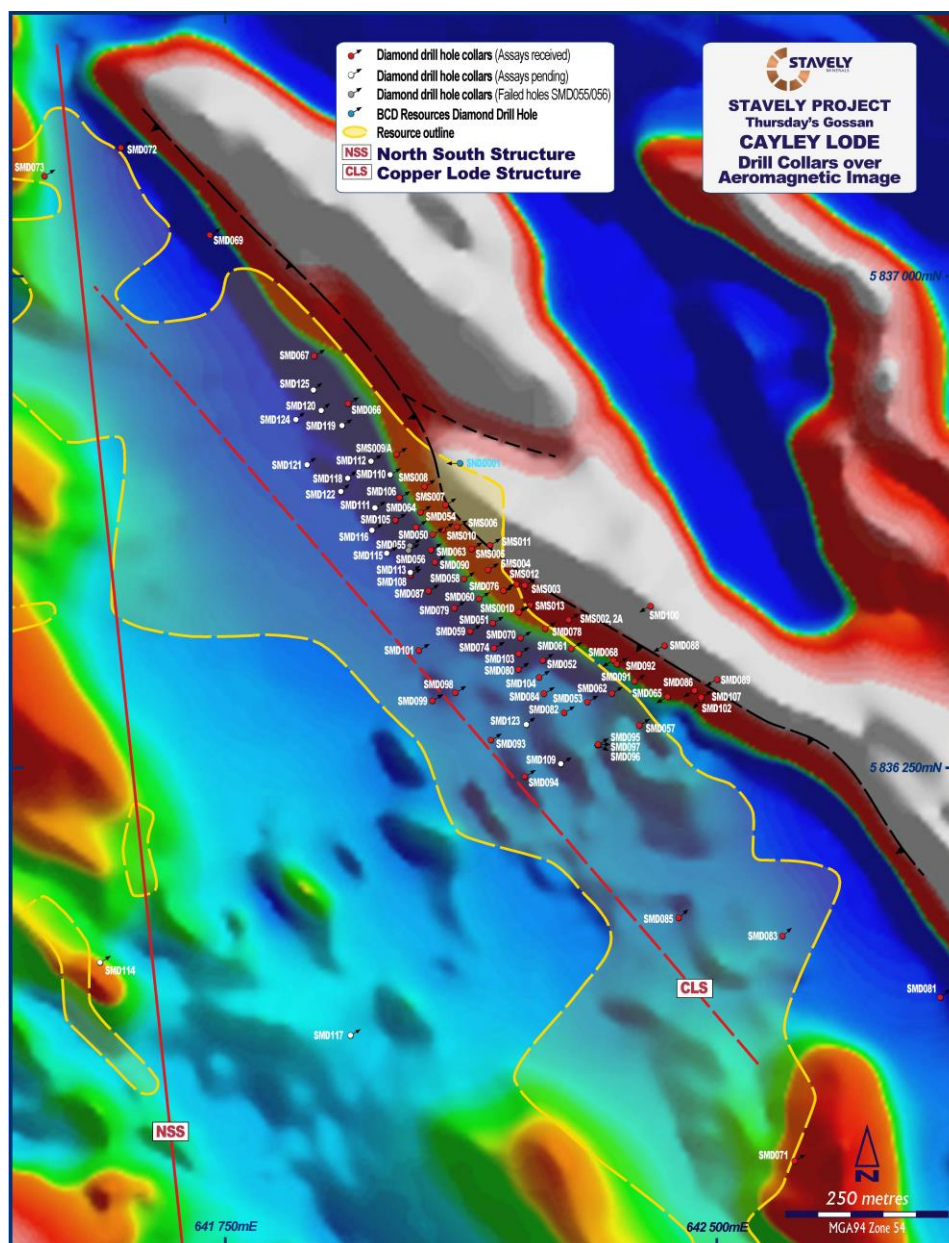 Diamond drill hole collars (Assays received)
Diamond drill hole collars (Assays pending)
Diamond drill hole collars (Failed holes SMD055/056)
BCD Resources Diamond Drill Hole
Resource outline
NSS North South Structure
CLS Copper Lode Structure
STAVELY
MINERALS
STAVELY PROJECT
Thursday's Gossan
CAYLEY LODE
Drill Collars over
Aeromagnetic Image
SMD072
SMD073
SMD069
5 837 000mN
SMD067
SMD125
SMD120
SMD066
SMD124
SMD119
SMS009/A
SMD112
SMD121
SND0001
SMD118
SMD110
SMS008
SMD122
SMD106
SMS007
SMD111
SMD064
SMD054
SMD105
SMS006
SMD116
SMD050
SMS010
SMS011
SMD055
SMD115
SMD056
SMD063
SMD090
SMS004
SMD113
SMD108
SMD058
SMD076
SMS012
SMS003
SMD087
SMD060
SMD079
SMS001D
SMS013
SMD100
SMD051
SMS002, 2A
SMD059
SMD070
SMD078
SMD101
SMD074
SMD061
SMD088
SMD103
SMD068
SMD092
SMD080
SMD052
SMD091
SMD089
SMD104
SMD086
SMD098
SMD084
SMD062
SMD065
SMD107
SMD099
SMD053
SMD102
SMD082
SMD123
SMD057
SMD093
SMD095
SMD097
SMD096
SMD109
5 836 250mN
SMD094
SMD085
SMD083
SMD114
CLS
SMD081
SMD117
NSS
SMD071
N
250 metres
641 750mE
642 500mE
MGA94 Zone 54